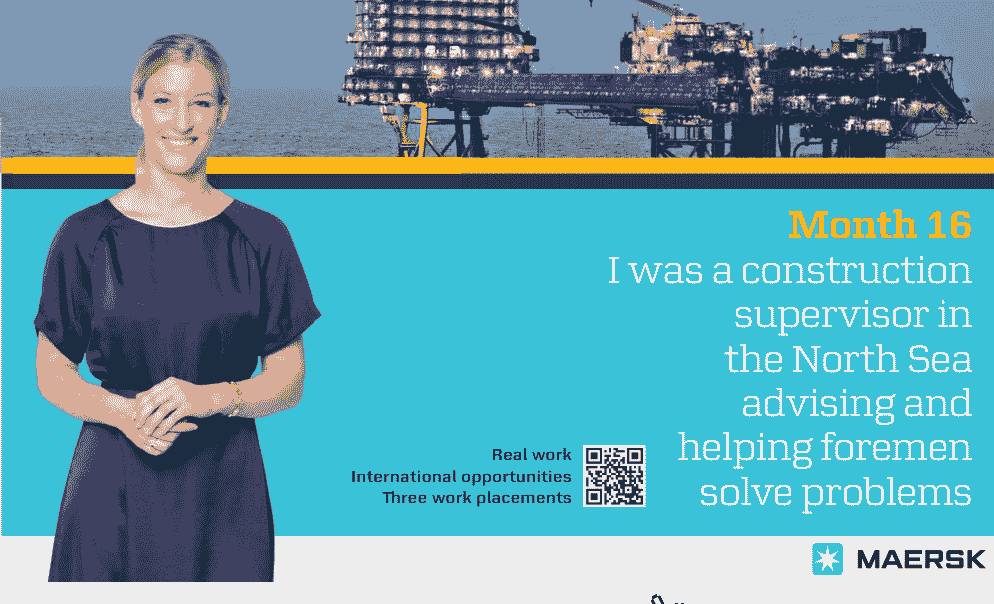 Month 16
I was a construction
supervisor in
the North Sea
advising and
helping foremen
solve problems
Real work
International opportunities
Three work placements
MAERSK